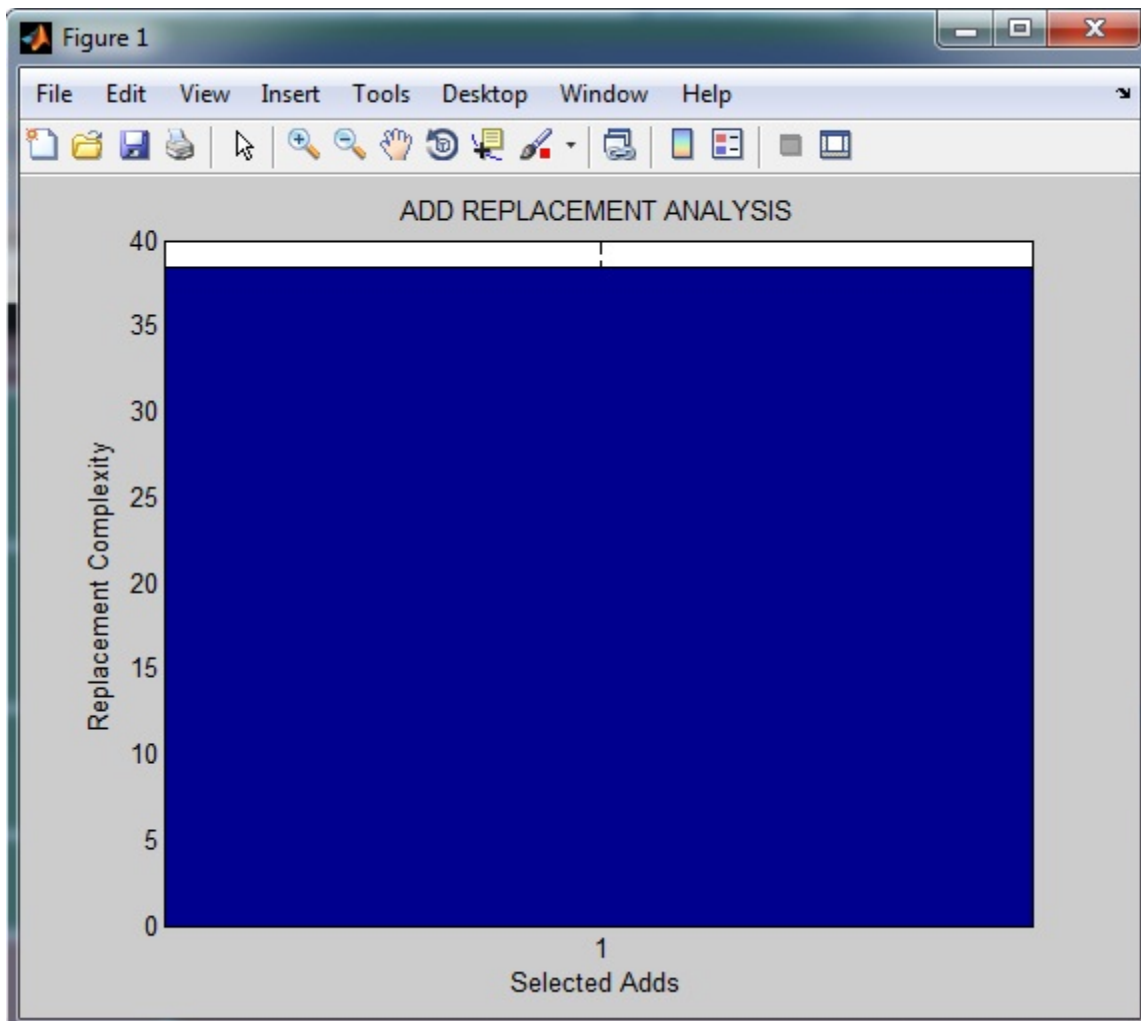 Figure 1
File Edit View Insert Tools Desktop Window Help
ADD REPLACEMENT ANALYSIS
40
35
30
25
20
15
10
5
0
Replacement Complexity
1
Selected Adds